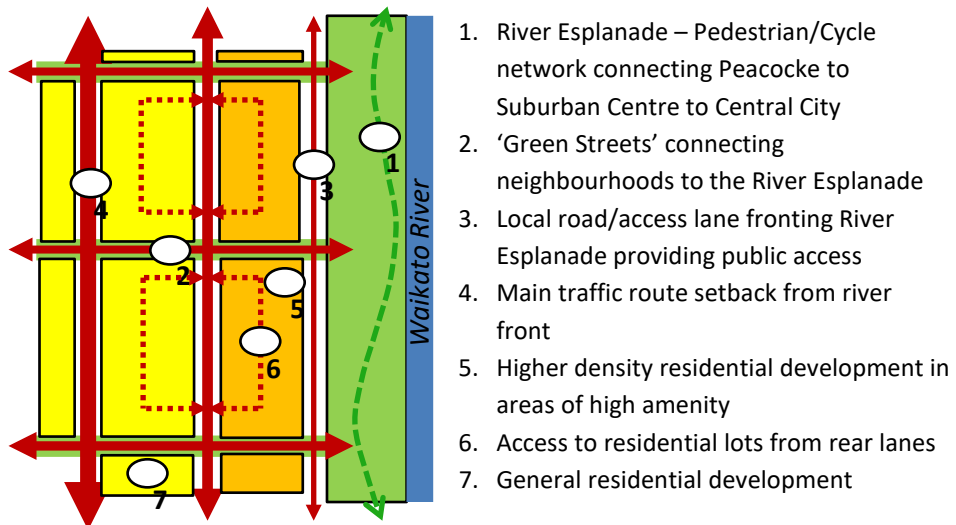 1
2
3
4
5
6
7
Waikato River
1. River Esplanade – Pedestrian/Cycle
network connecting Peacocke to
Suburban Centre to Central City
2. ‘Green Streets’ connecting
neighbourhoods to the River Esplanade
3. Local road/access lane fronting River
Esplanade providing public access
4. Main traffic route setback from river
front
5. Higher density residential development in
areas of high amenity
6. Access to residential lots from rear lanes
7. General residential development